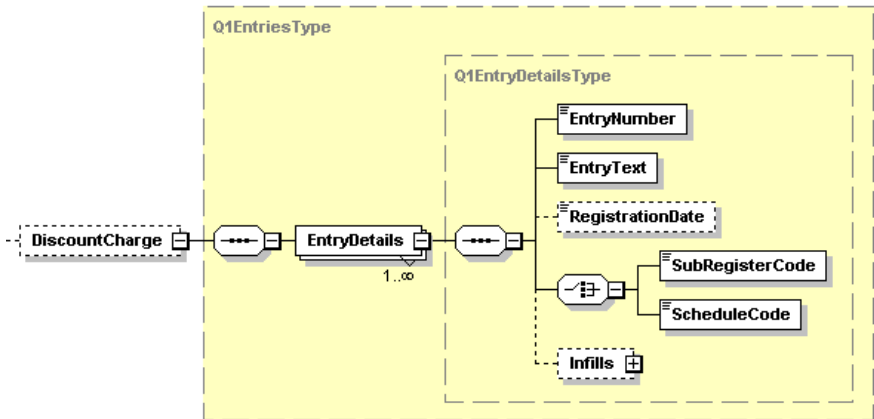 Q1EntriesType
Q1EntryDetailsType
EntryNumber
EntryText
RegistrationDate
DiscountCharge
EntryDetails
1..∞
SubRegisterCode
ScheduleCode
Infills